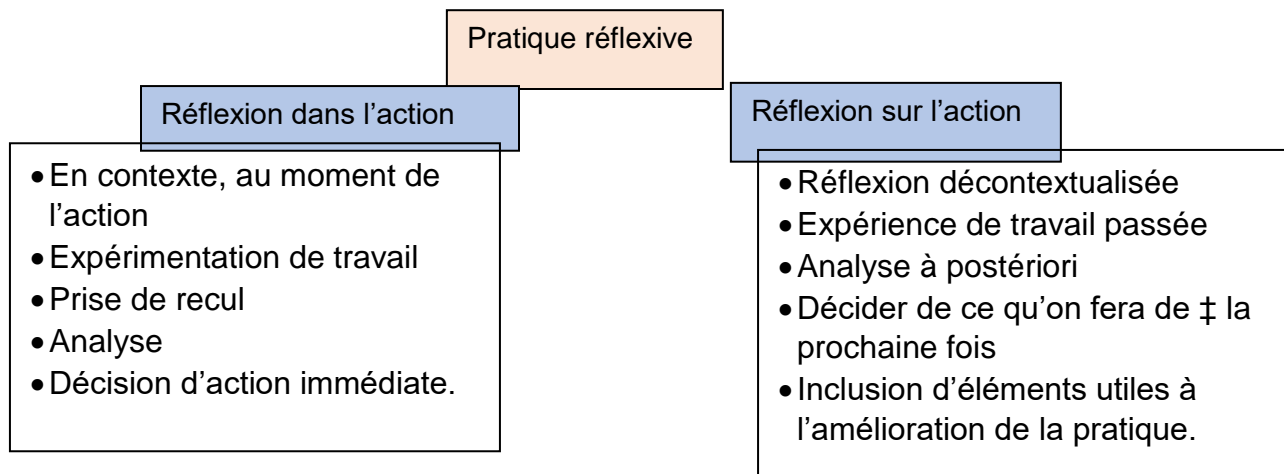 Pratique réflexive
Réflexion dans l’action
• En contexte, au moment de
l’action
• Expérimentation de travail
• Prise de recul
• Analyse
• Décision d’action immédiate.
Réflexion sur l’action
• Réflexion décontextualisée
• Expérience de travail passée
• Analyse à postériori
• Décider de ce qu’on fera de ‡ la
prochaine fois
• Inclusion d’éléments utiles à
l’amélioration de la pratique.